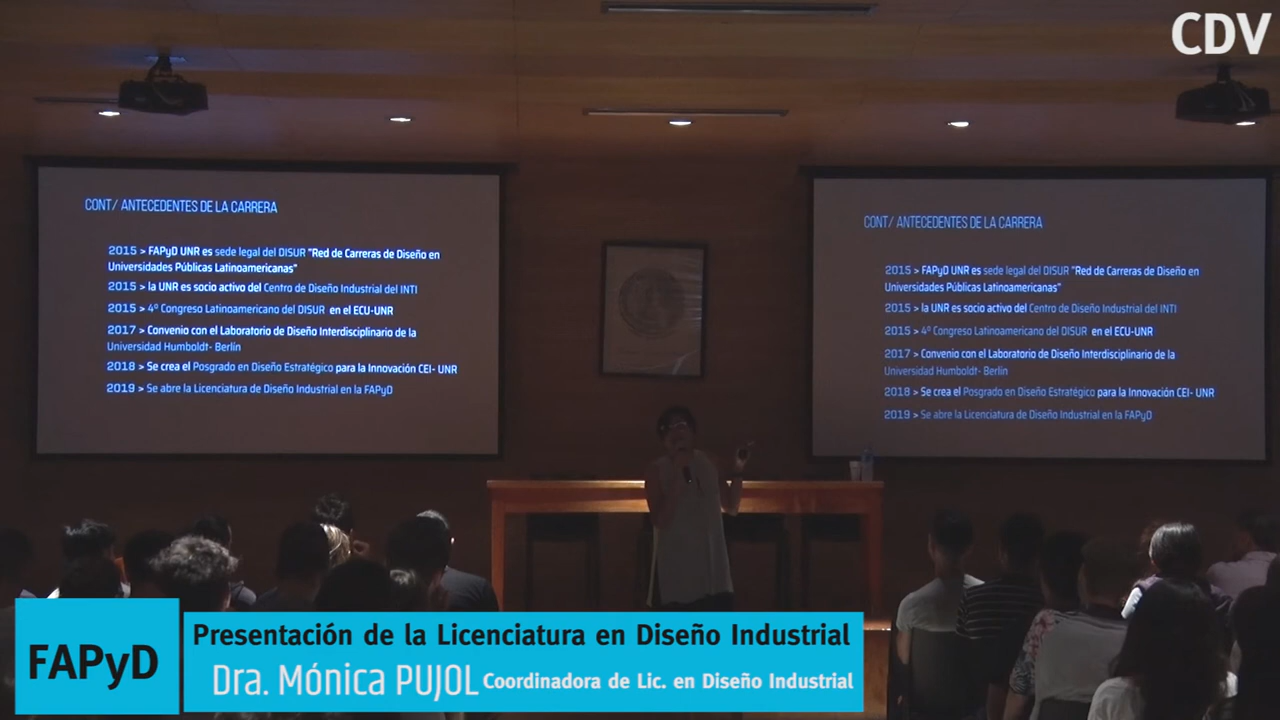 CDV
CONT/ ANTECEDENTES DE LA CARRERA
2015 > FAPyD UNR es sede legal del DISUR "Red de Carreras de Diseño en
Universidades Públicas Latinoamericanas"
2015 > la UNR es socio activo del Centro de Diseño Industrial del INTI
2015 > 4º Congreso Latinoamericano del DISUR en el ECU-UNR
2017 > Convenio con el Laboratorio de Diseño Interdisciplinario de la
Universidad Humboldt- Berlín
2018 > Se crea el Posgrado en Diseño Estratégico para la Innovación CEI- UNR
2019 > Se abre la Licenciatura de Diseño Industrial en la FAPyD
CONT/ ANTECEDENTES DE LA CARRERA
2015 > FAPyD UNR es sede legal del DISUR "Red de Carreras de Diseño en
Universidades Públicas Latinoamericanas"
2015 > la UNR es socio activo del Centro de Diseño Industrial del INTI
2015 > 4º Congreso Latinoamericano del DISUR en el ECU-UNR
2017 > Convenio con el Laboratorio de Diseño Interdisciplinario de la
Universidad Humboldt- Berlín
2018 > Se crea el Posgrado en Diseño Estratégico para la Innovación CEI- UNR
2019 > Se abre la Licenciatura de Diseño Industrial en la FAPyD
FAPyD
Presentación de la Licenciatura en Diseño Industrial
Dra. Mónica PUJOL Coordinadora de Lic. en Diseño Industrial